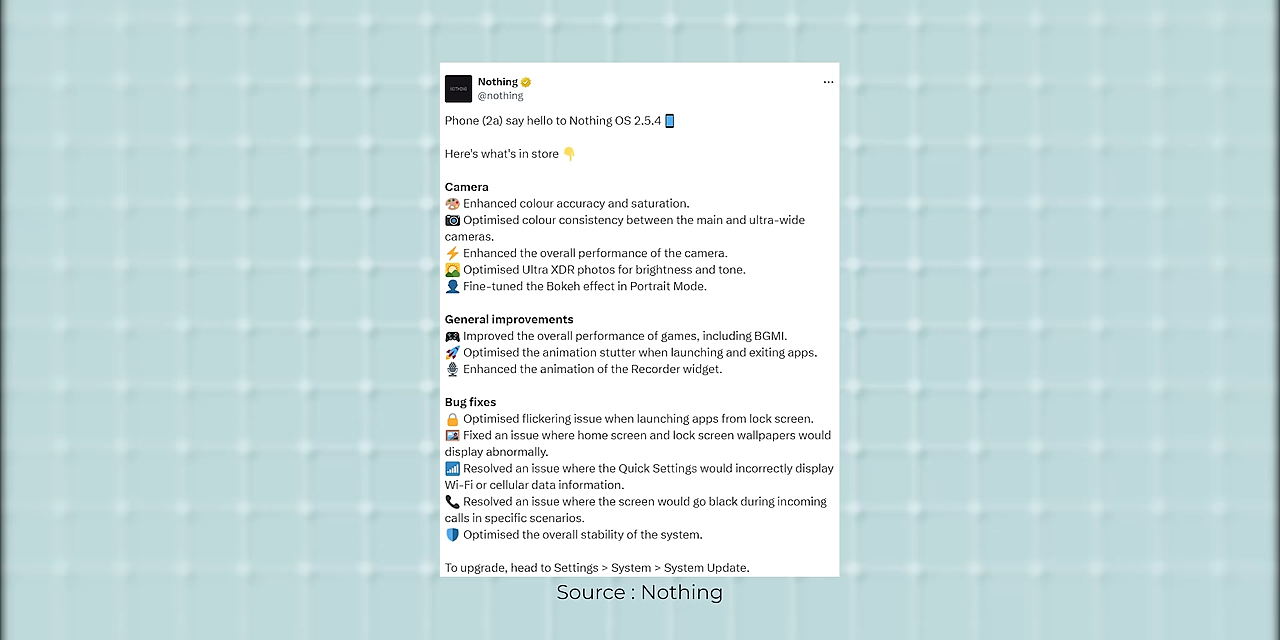 NOTHING
Nothing
@nothing
...
Phone (2a) say hello to Nothing OS 2.5.4
Here's what's in store
Camera
Enhanced colour accuracy and saturation.
Optimised colour consistency between the main and ultra-wide
cameras.
Enhanced the overall performance of the camera.
Optimised Ultra XDR photos for brightness and tone.
Fine-tuned the Bokeh effect in Portrait Mode.
General improvements
Improved the overall performance of games, including BGMI.
Optimised the animation stutter when launching and exiting apps.
Enhanced the animation of the Recorder widget.
Bug fixes
Optimised flickering issue when launching apps from lock screen.
Fixed an issue where home screen and lock screen wallpapers would
display abnormally.
Resolved an issue where the Quick Settings would incorrectly display
Wi-Fi or cellular data information.
Resolved an issue where the screen would go black during incoming
calls in specific scenarios.
Optimised the overall stability of the system.
To upgrade, head to Settings > System > System Update.
Source : Nothing